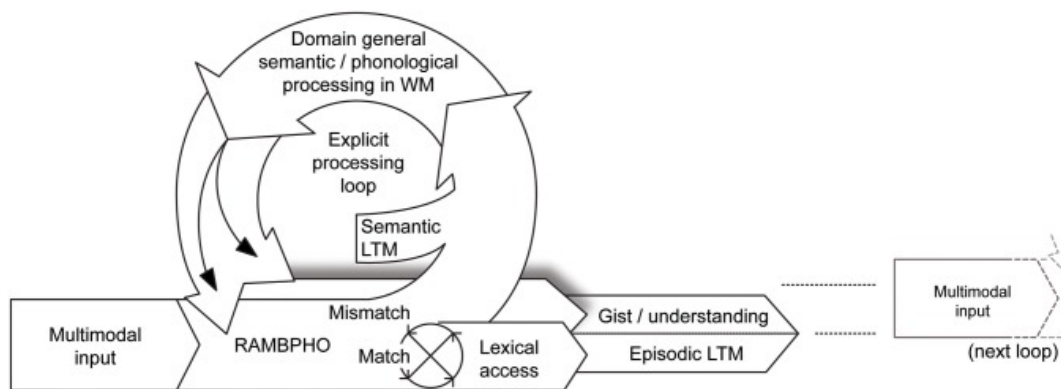 Domain general
semantic / phonological
processing in WM
Explicit
processing
loop
Semantic
LTM
Multimodal
input
RAMBPHO
Mismatch
Match
Lexical
access
Gist / understanding
Episodic LTM
Multimodal
input
(next loop)